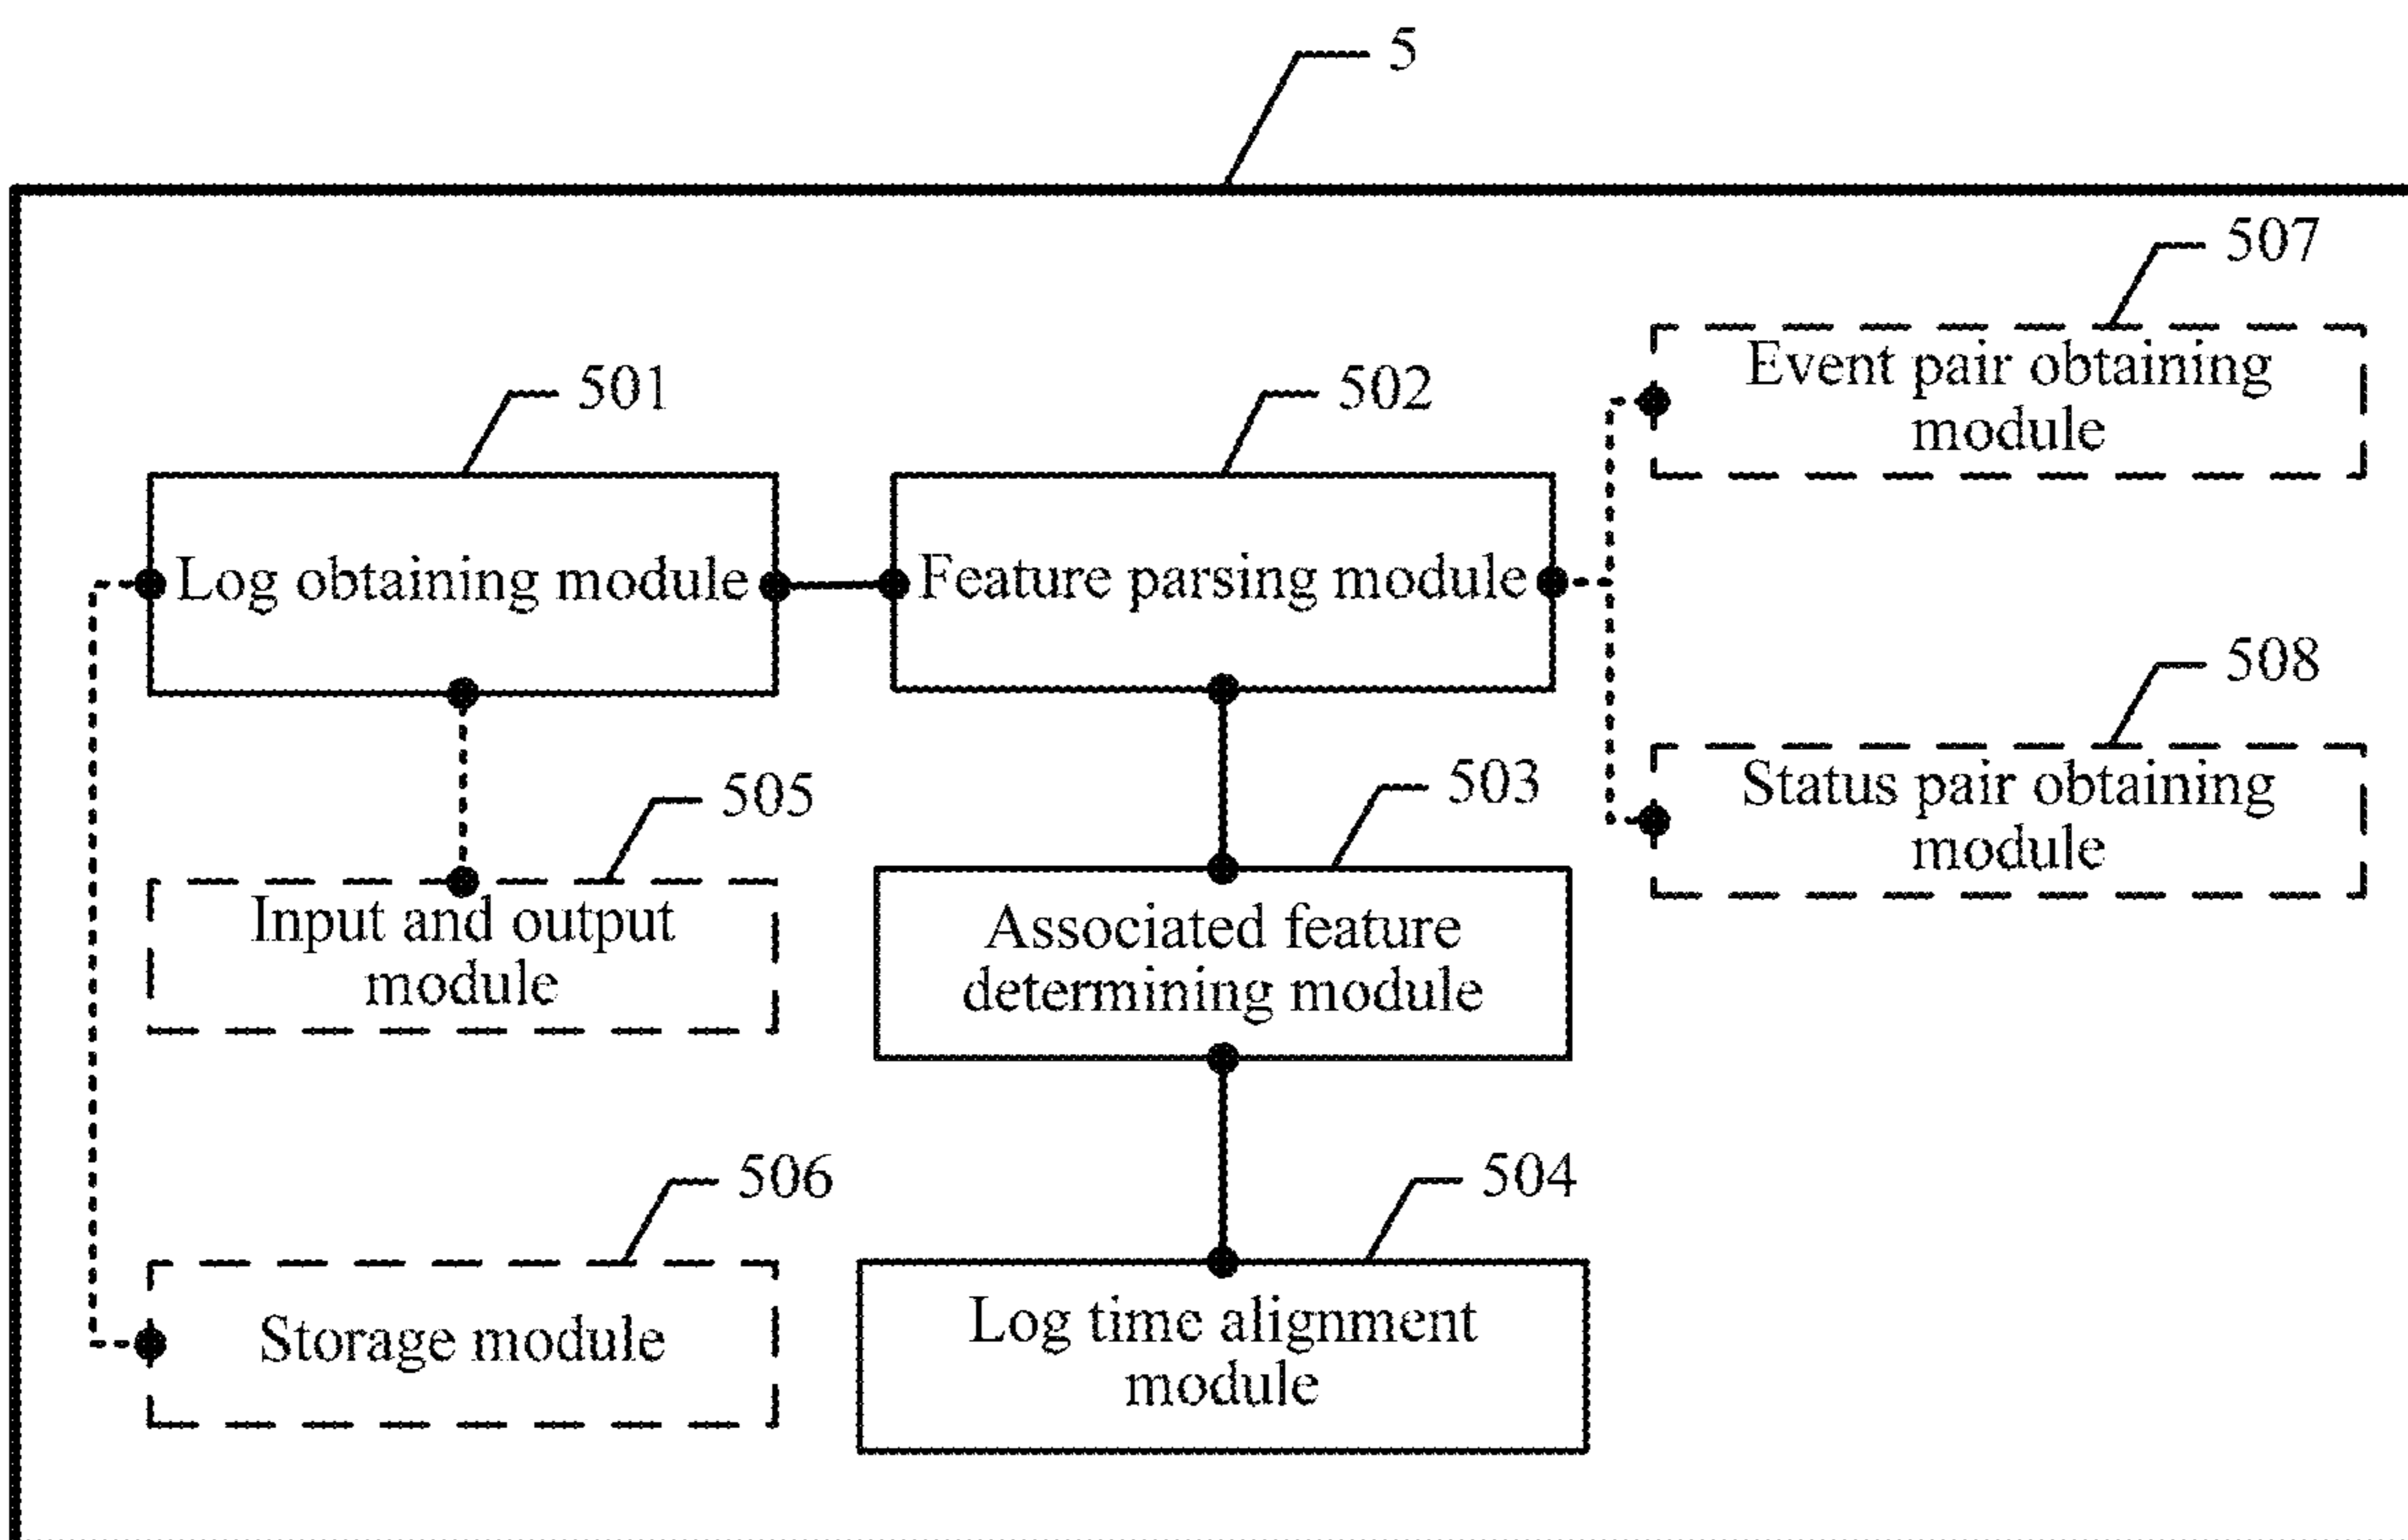 5
507
Event pair obtaining
module
501
502
Log obtaining module
Feature parsing module
508
Status pair obtaining
module
505
503
Input and output
module
Associated feature
determining module
506
504
Storage module
Log time alignment
module